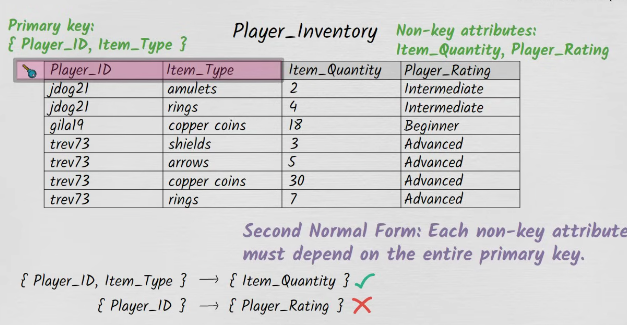 Primary key:
{ Player_ID, Item_Type }
Player_Inventory
Non-key attributes:
Item_Quantity, Player_Rating
Player_ID Item_Type Item_Quantity Player_Rating
jdog21 amulets 2 Intermediate
jdog21 rings 4 Intermediate
gila19 copper coins 18 Beginner
trev73 shields 3 Advanced
trev73 arrows 5 Advanced
trev73 copper coins 30 Advanced
trev73 rings 7 Advanced
Second Normal Form: Each non-key attribute
must depend on the entire primary key.
{ Player_ID, Item_Type } → { Item_Quantity } ✓
{ Player_ID } → { Player_Rating } ✗